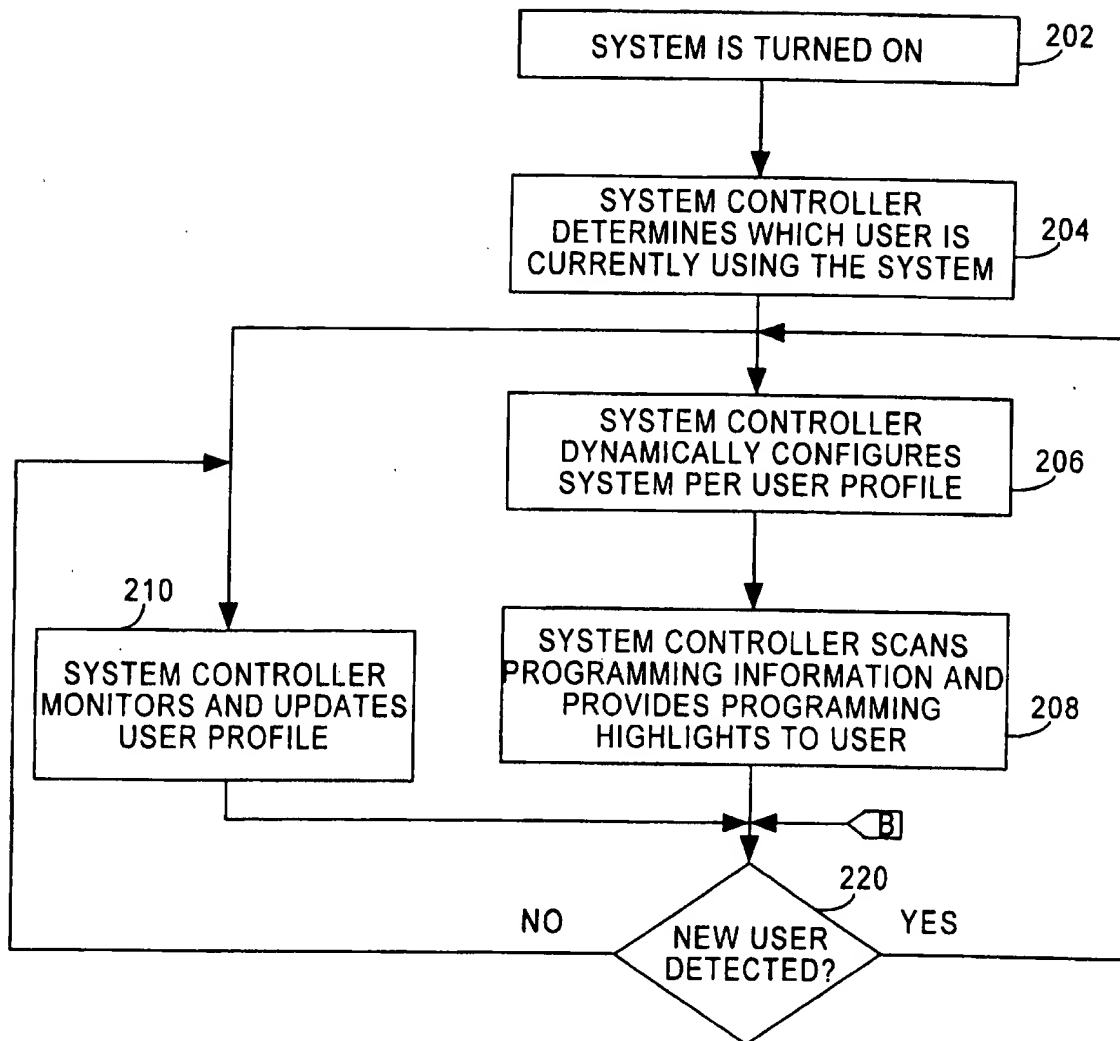 SYSTEM IS TURNED ON
202
SYSTEM CONTROLLER
DETERMINES WHICH USER IS
CURRENTLY USING THE SYSTEM
204
SYSTEM CONTROLLER
DYNAMICALLY CONFIGURES
SYSTEM PER USER PROFILE
206
210
SYSTEM CONTROLLER
MONITORS AND UPDATES
USER PROFILE
SYSTEM CONTROLLER SCANS
PROGRAMMING INFORMATION AND
PROVIDES PROGRAMMING
HIGHLIGHTS TO USER
208
B
220
NO
YES
NEW USER
DETECTED?